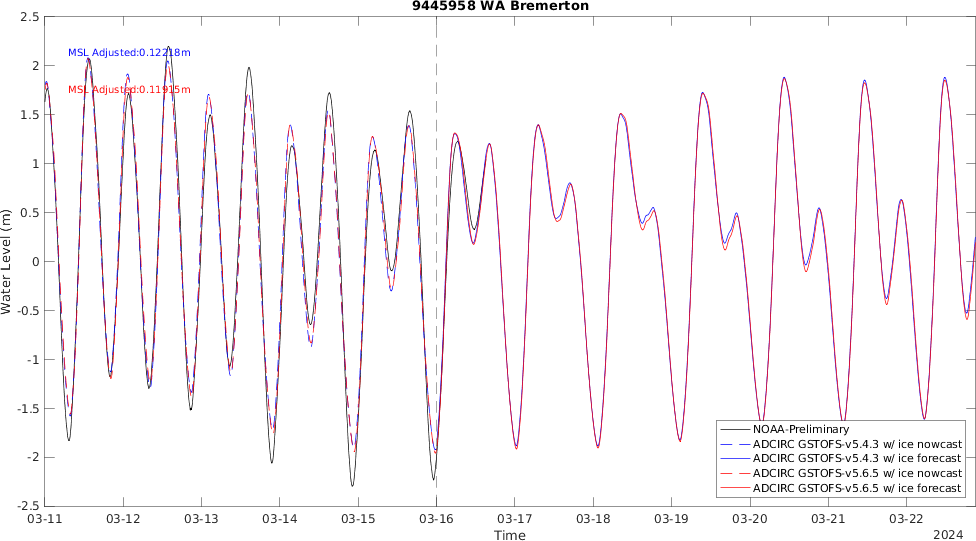 9445958 WA Bremerton
2.5
2
1.5
1
0.5
0
-0.5
-1
-1.5
-2
-2.5
Water Level (m)
MSL Adjusted:0.12218m
MSL Adjusted:0.11915m
NOAA-Preliminary
ADCIRC GSTOFS-v5.4.3 w/ ice nowcast
ADCIRC GSTOFS-v5.4.3 w/ ice forecast
ADCIRC GSTOFS-v5.6.5 w/ ice nowcast
ADCIRC GSTOFS-v5.6.5 w/ ice forecast
03-11 03-12 03-13 03-14 03-15 03-16 03-17 03-18 03-19 03-20 03-21 03-22
Time
2024